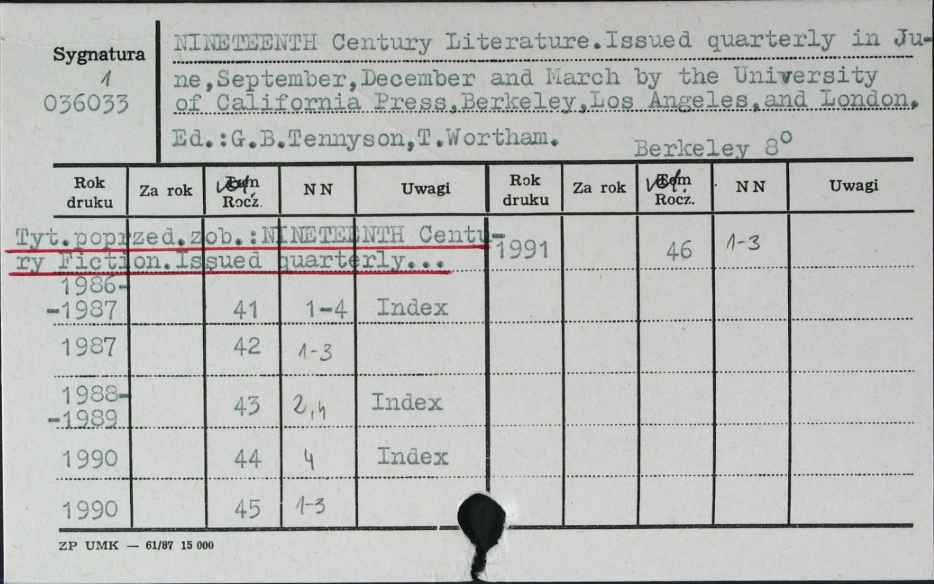 Sygnatura
1
036033
NINETEENTH Century Literature.Issued quarterly in Ju-
ne,September,December and March by the University
of California Press,Berkeley,Los Angeles,and London.
Ed.:G.B.Tennyson,T.Wortham.
Berkeley 8°
Rok druku Za rok vol. Rocz. NN Uwagi Rok druku Za rok vol. Rocz. NN Uwagi
Tyt.poprzed.zob.:NINETEENTH Centu-
ry Fiction.Issued quarterly...
1991 46 1-3
1986-
-1987 41 1-4 Index
1987 42 1-3
1988-
-1989 43 2,4 Index
1990 44 4 Index
1990 45 1-3
ZP UMK — 61/87 15 000